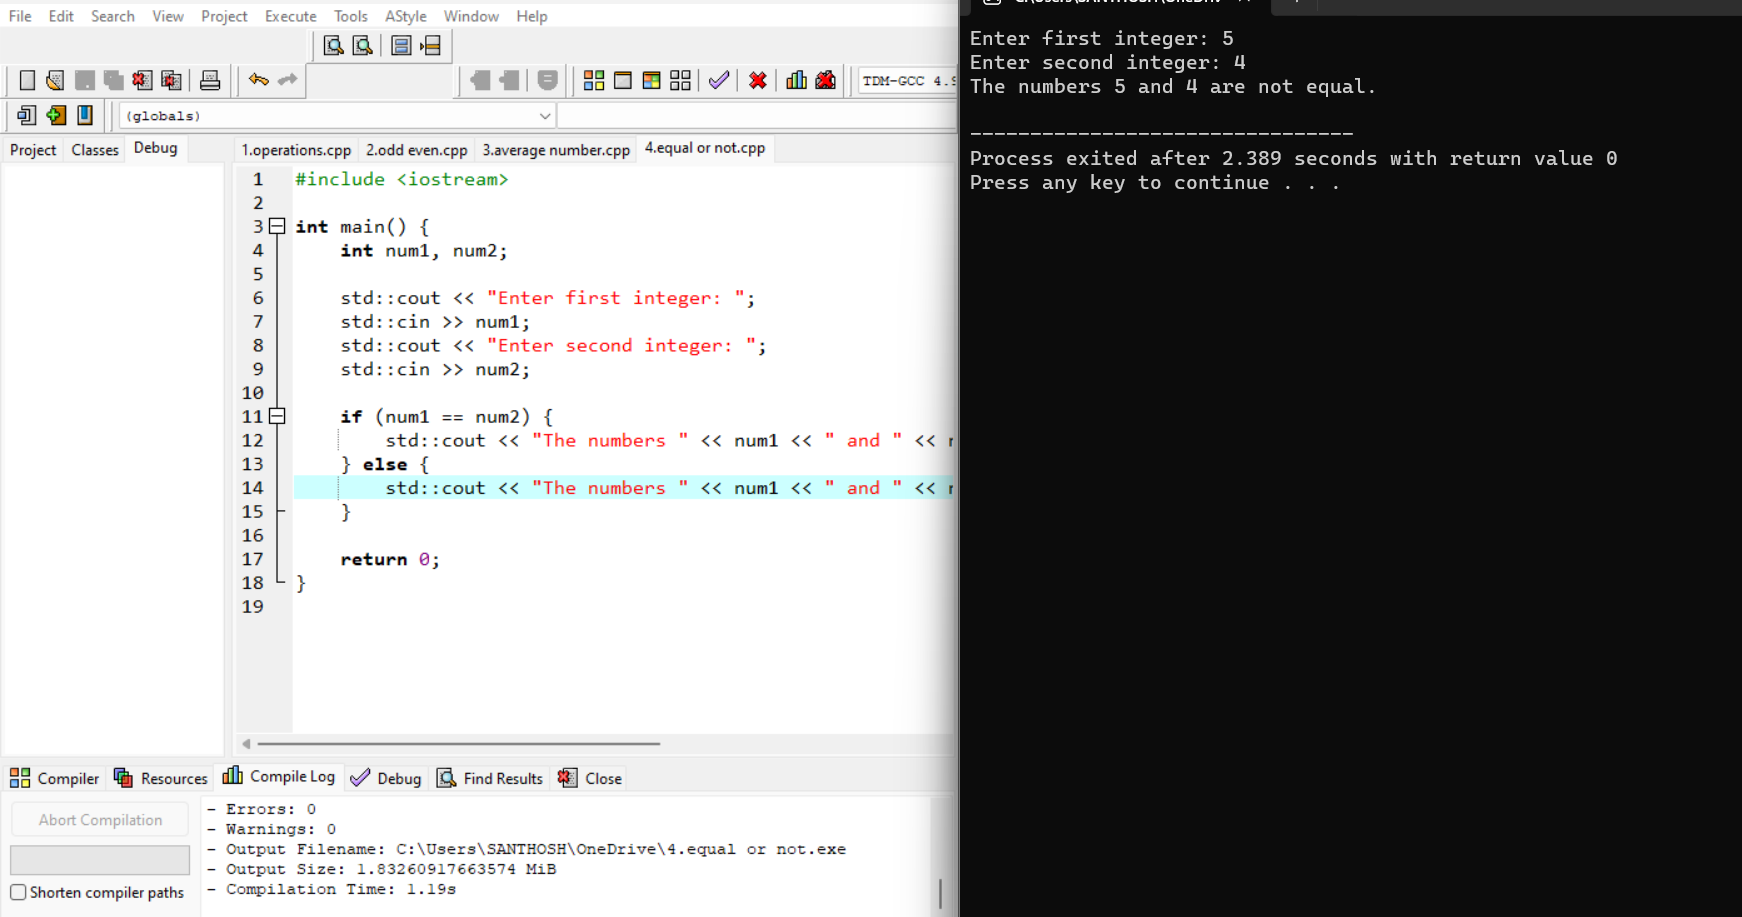 File Edit Search View Project Execute Tools AStyle Window Help
TDM-GCC 4.9
(globals)
Project Classes Debug
1.operations.cpp 2.odd even.cpp 3.average number.cpp 4.equal or not.cpp
1 #include <iostream>
2
3 int main() {
4 int num1, num2;
5
6 std::cout << "Enter first integer: ";
7 std::cin >> num1;
8 std::cout << "Enter second integer: ";
9 std::cin >> num2;
10
11 if (num1 == num2) {
12 std::cout << "The numbers " << num1 << " and " <<
13 } else {
14 std::cout << "The numbers " << num1 << " and " <<
15 }
16
17 return 0;
18 }
19
Compiler Resources Compile Log Debug Find Results Close
Abort Compilation
Shorten compiler paths
- Errors: 0
- Warnings: 0
- Output Filename: C:\Users\SANTHOSH\OneDrive\4.equal or not.exe
- Output Size: 1.83260917663574 MiB
- Compilation Time: 1.19s
C:\Users\SANTHOSH\OneDriv
Enter first integer: 5
Enter second integer: 4
The numbers 5 and 4 are not equal.
--------------------------------
Process exited after 2.389 seconds with return value 0
Press any key to continue . . .